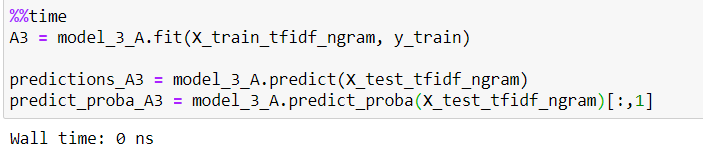 %%time
A3 = model_3_A.fit(X_train_tfidf_ngram, y_train)
predictions_A3 = model_3_A.predict(X_test_tfidf_ngram)
predict_proba_A3 = model_3_A.predict_proba(X_test_tfidf_ngram)[:,1]
Wall time: 0 ns